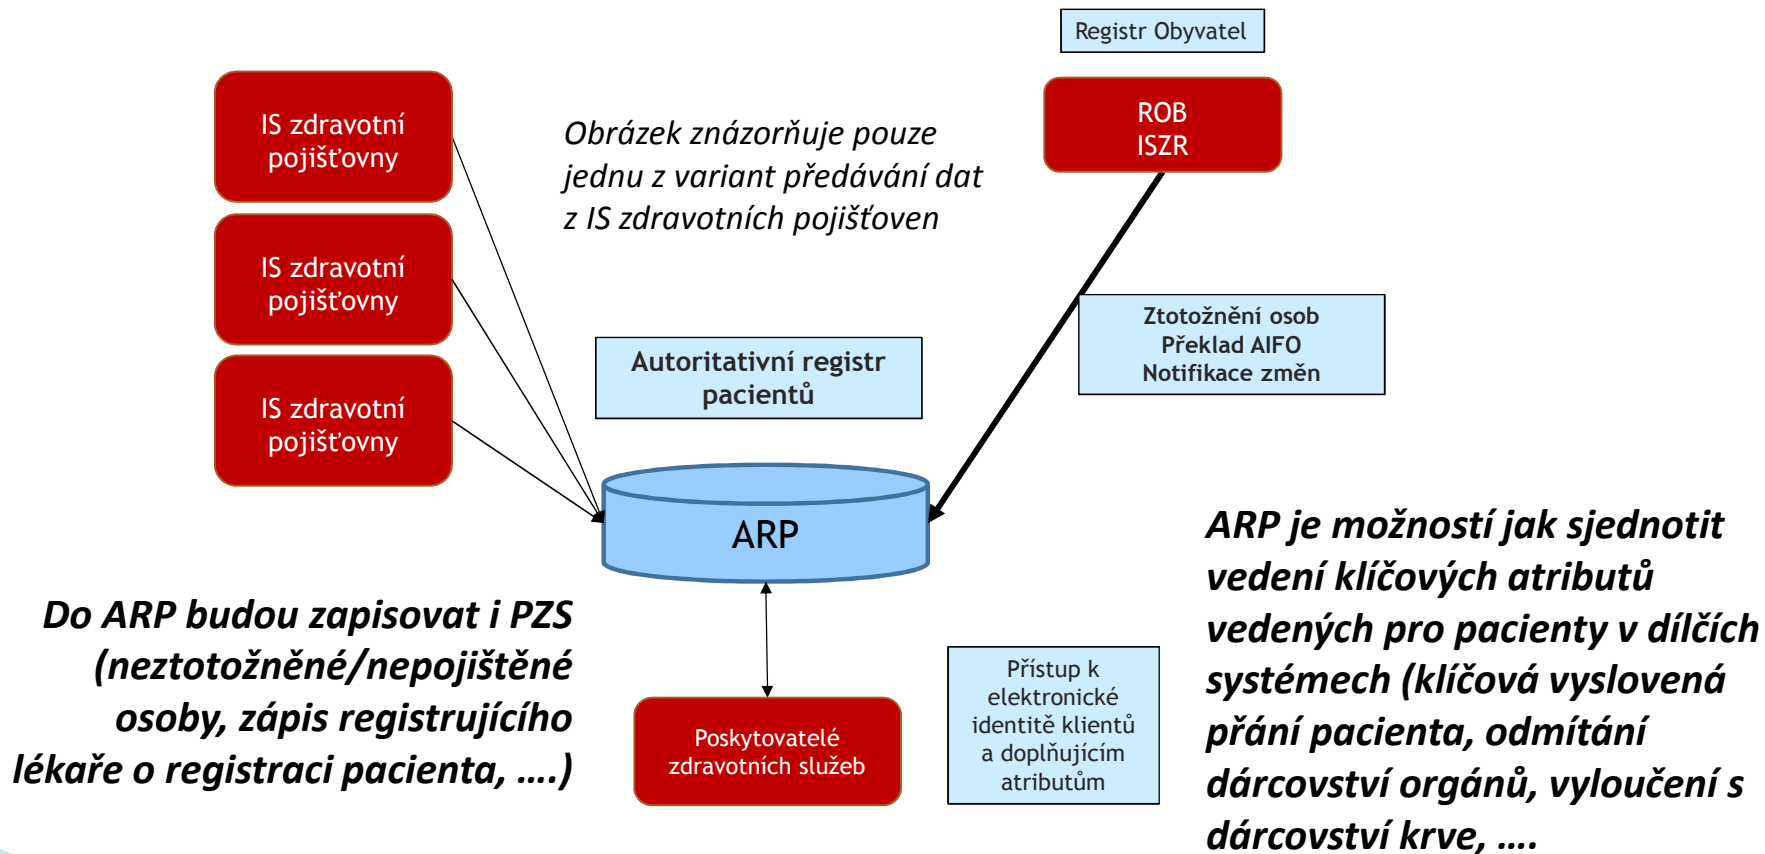 Registr Obyvatel
IS zdravotní
pojišťovny
ROB
ISZR
Obrázek znázorňuje pouze
jednu z variant předávání dat
z IS zdravotních pojišťoven
IS zdravotní
pojišťovny
Ztotožnění osob
Překlad AIFO
Notifikace změn
Autoritativní registr
pacientů
IS zdravotní
pojišťovny
ARP
ARP je možností jak sjednotit
vedení klíčových atributů
vedených pro pacienty v dílčích
systémech (klíčová vyslovená
přání pacienta, odmítání
dárcovství orgánů, vyloučení s
dárcovství krve, ….
Do ARP budou zapisovat i PZS
(neztotožněné/nepojištěné
osoby, zápis registrujícího
lékaře o registraci pacienta, ….)
Poskytovatelé
zdravotních služeb
Přístup k
elektronické
identitě klientů
a doplňujícím
atributům